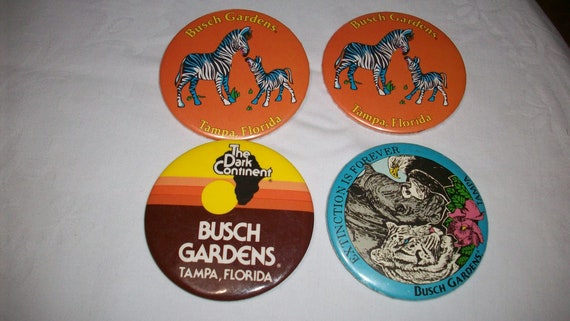 Busch Gardens®
Tampa, Florida
Busch Gardens®
Tampa, Florida
The
Dark
Continent®
BUSCH
GARDENS®
TAMPA, FLORIDA
EXTINCTION IS FOREVER
BUSCH GARDENS®
TAMPA